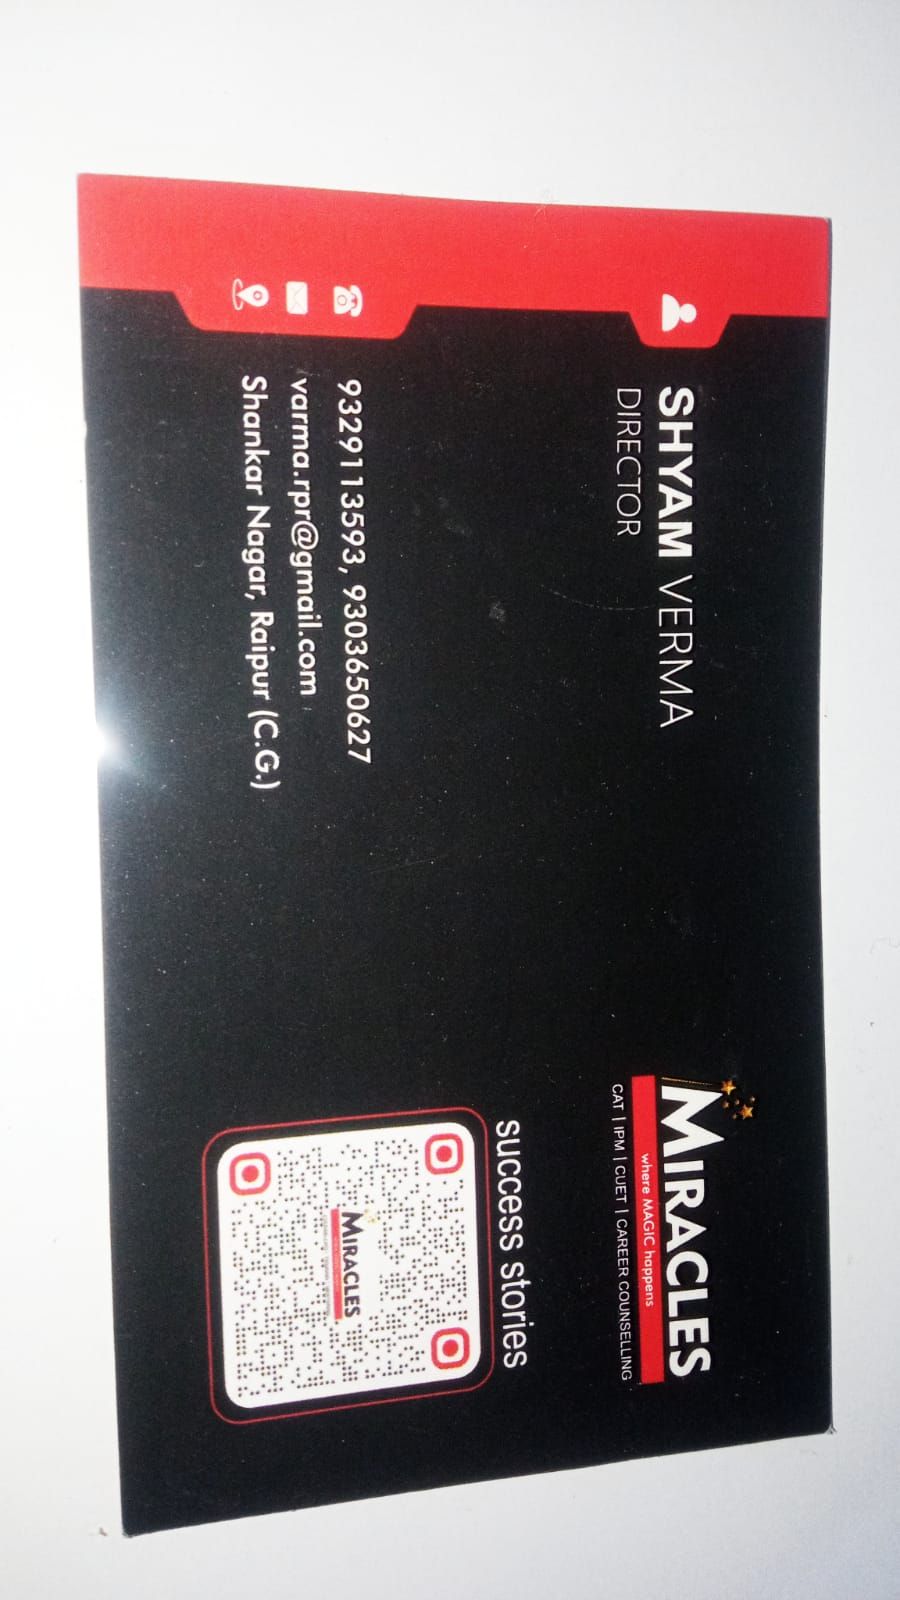 SHYAM VERMA
DIRECTOR
9329113593, 9303650627
varma.rpr@gmail.com
Shankar Nagar, Raipur (C.G.)
MIRACLES
where MAGIC happens
CAT | IPM | CUET | CAREER COUNSELLING
success stories
MIRACLES